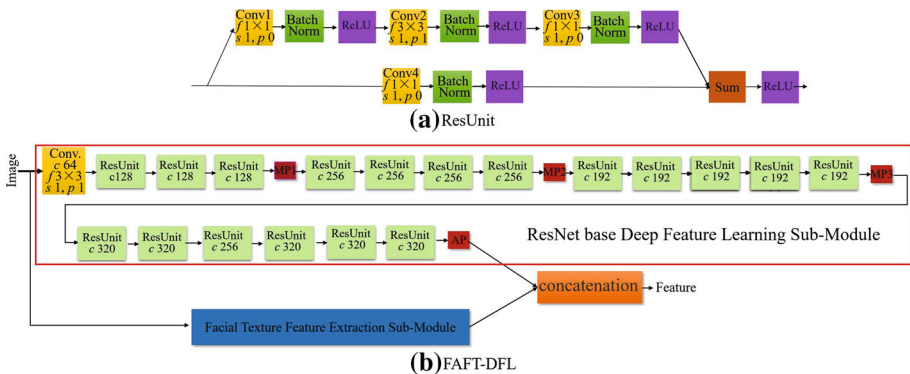 Conv1
f 1×1
s 1, p 0
Batch
Norm
ReLU
Conv2
f 3×3
s 1, p 1
Batch
Norm
ReLU
Conv3
f 1×1
s 1, p 0
Batch
Norm
ReLU
Conv4
f 1×1
s 1, p 0
Batch
Norm
ReLU
Sum
ReLU
(a) ResUnit
Image
Conv.
c 64
f 3×3
s 1, p 1
ResUnit
c128
ResUnit
c 128
ResUnit
c 128
MP1
ResUnit
c 256
ResUnit
c 256
ResUnit
c 256
ResUnit
c 256
MP2
ResUnit
c 192
ResUnit
c 192
ResUnit
c 192
ResUnit
c 192
ResUnit
c 192
MP3
ResUnit
c 320
ResUnit
c 320
ResUnit
c 256
ResUnit
c 320
ResUnit
c 320
ResUnit
c 320
AP
ResNet base Deep Feature Learning Sub-Module
concatenation
Feature
Facial Texture Feature Extraction Sub-Module
(b) FAFT-DFL